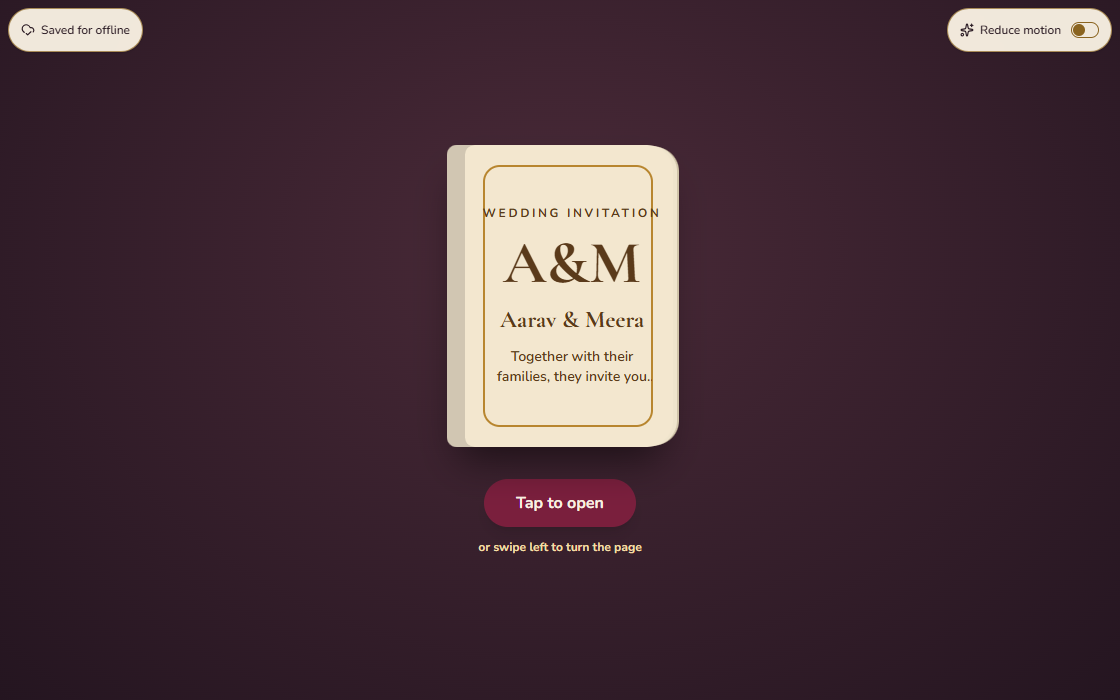 Saved for offline
Reduce motion
WEDDING INVITATION
A&M
Aarav & Meera
Together with their
families, they invite you..
Tap to open
or swipe left to turn the page